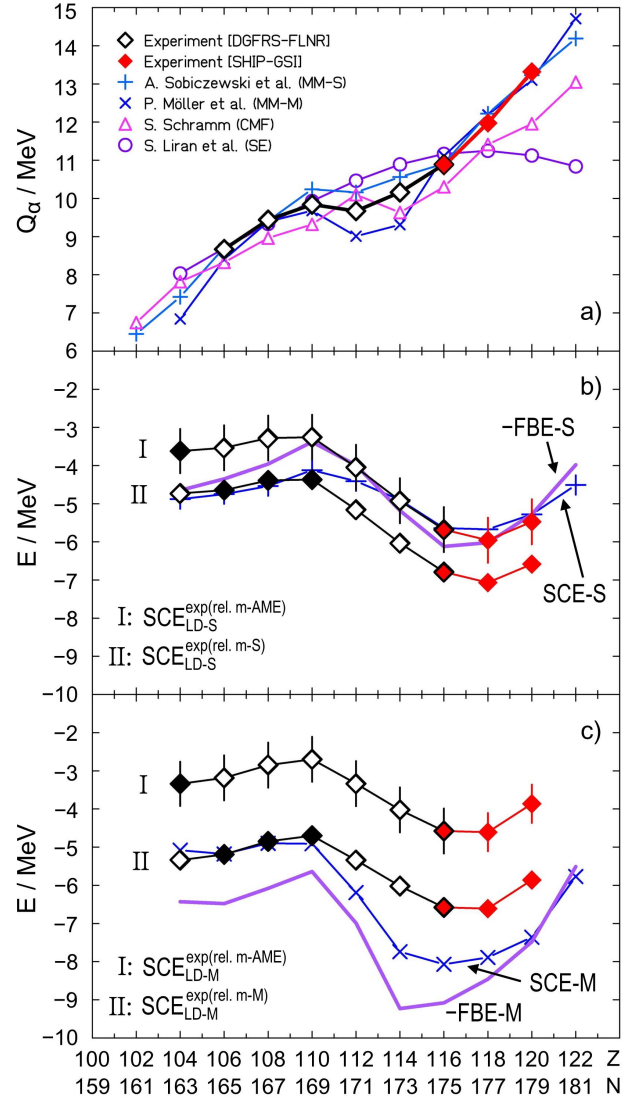 15
14
13
12
11
10
9
8
7
6
Qα / MeV
Experiment [DGFRS-FLNR]
Experiment [SHIP-GSI]
A. Sobiczewski et al. (MM-S)
P. Möller et al. (MM-M)
S. Schramm (CMF)
S. Liran et al. (SE)
a)
−2
−3
−4
−5
−6
−7
−8
−9
−10
E / MeV
b)
I
II
−FBE-S
SCE-S
I: SCE exp(rel. m-AME) LD-S
II: SCE exp(rel. m-S) LD-S
−2
−3
−4
−5
−6
−7
−8
−9
−10
E / MeV
c)
I
II
SCE-M
−FBE-M
I: SCE exp(rel. m-AME) LD-M
II: SCE exp(rel. m-M) LD-M
100 102 104 106 108 110 112 114 116 118 120 122 Z
159 161 163 165 167 169 171 173 175 177 179 181 N